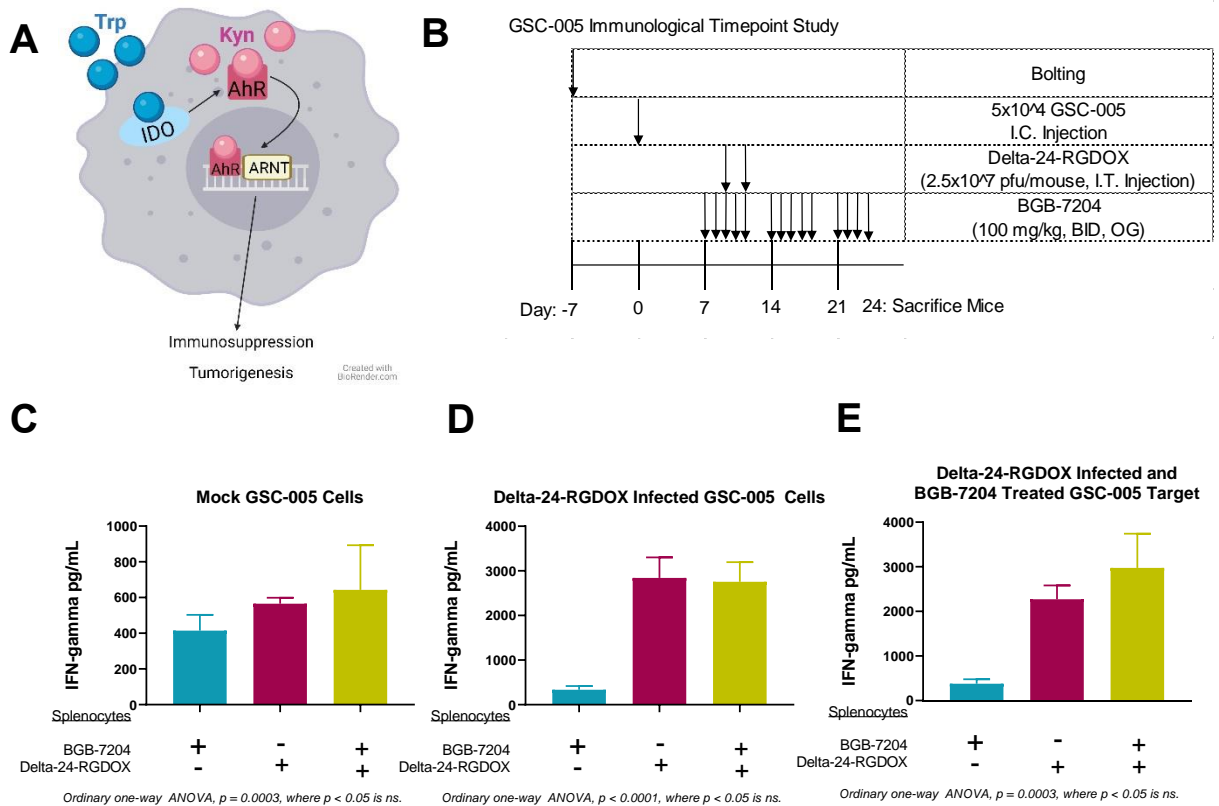 A
Trp
Kyn
AhR
IDO
AhR
ARNT
Immunosuppression
Tumorigenesis
Created with
BioRender.com
B
GSC-005 Immunological Timepoint Study
Bolting
5x10^4 GSC-005
I.C. Injection
Delta-24-RGDOX
(2.5x10^7 pfu/mouse, I.T. Injection)
BGB-7204
(100 mg/kg, BID, OG)
Day: -7 0 7 14 21 24: Sacrifice Mice
C
Mock GSC-005 Cells
IFN-gamma pg/mL
1000
800
600
400
200
0
Splenocytes
BGB-7204 + - +
Delta-24-RGDOX - + +
Ordinary one-way ANOVA, p = 0.0003, where p < 0.05 is ns.
D
Delta-24-RGDOX Infected GSC-005 Cells
IFN-gamma pg/mL
4000
3000
2000
1000
0
Splenocytes
BGB-7204 + - +
Delta-24-RGDOX - + +
Ordinary one-way ANOVA, p < 0.0001, where p < 0.05 is ns.
E
Delta-24-RGDOX Infected and
BGB-7204 Treated GSC-005 Target
IFN-gamma pg/mL
4000
3000
2000
1000
0
Splenocytes
BGB-7204 + - +
Delta-24-RGDOX - + +
Ordinary one-way ANOVA, p = 0.0003, where p < 0.05 is ns.